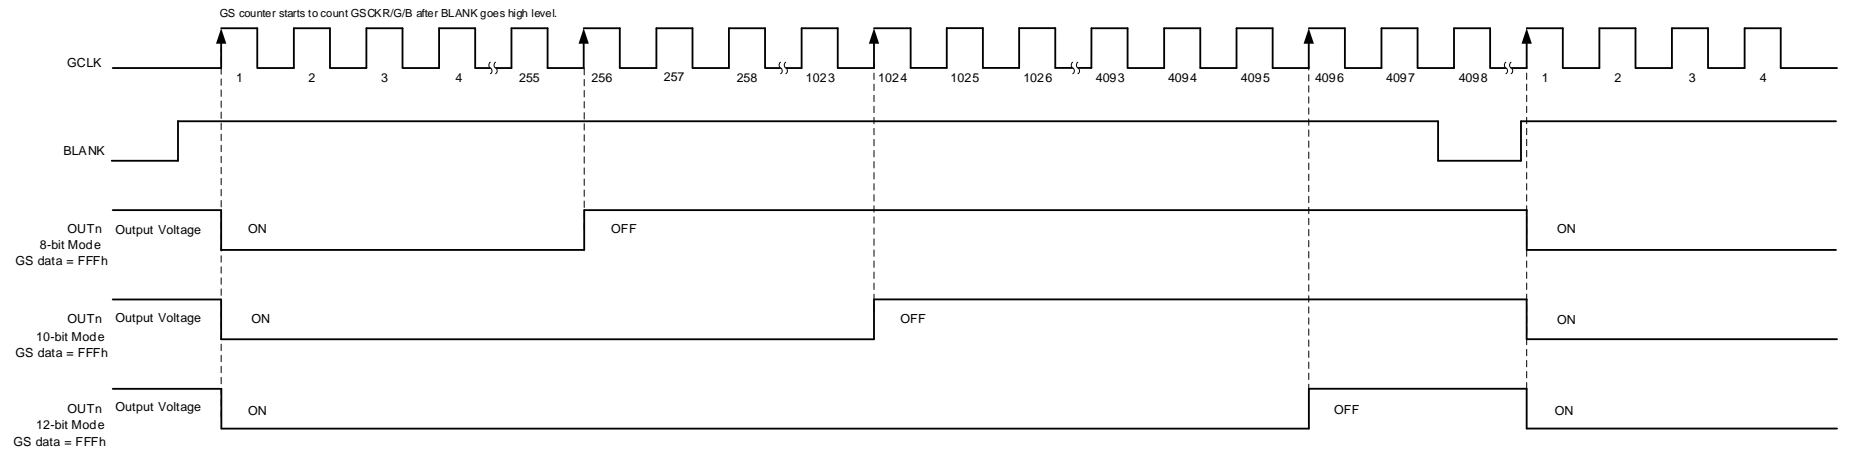 GS counter starts to count GSCKR/G/B after BLANK goes high level.
GCLK
1 2 3 4 255 256 257 258 1023 1024 1025 1026 4093 4094 4095 4096 4097 4098 1 2 3 4
BLANK
OUTn
8-bit Mode
GS data = FFFh
Output Voltage
ON
OFF
ON
OUTn
10-bit Mode
GS data = FFFh
Output Voltage
ON
OFF
ON
OUTn
12-bit Mode
GS data = FFFh
Output Voltage
ON
OFF
ON